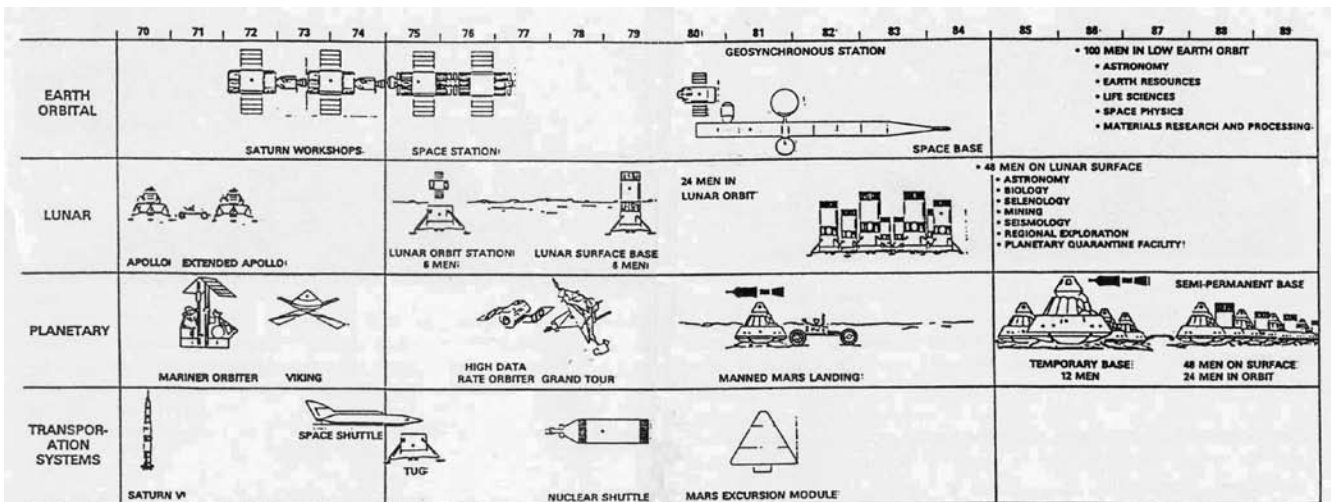 70 71 72 73 74 75 76 77 78 79 80 81 82 83 84 85 86 87 88 89
EARTH
ORBITAL
SATURN WORKSHOPS
SPACE STATION
GEOSYNCHRONOUS STATION
SPACE BASE
• 100 MEN IN LOW EARTH ORBIT
• ASTRONOMY
• EARTH RESOURCES
• LIFE SCIENCES
• SPACE PHYSICS
• MATERIALS RESEARCH AND PROCESSING
LUNAR
APOLLO EXTENDED APOLLO
LUNAR ORBIT STATION
6 MEN
LUNAR SURFACE BASE
6 MEN
24 MEN IN
LUNAR ORBIT
• 48 MEN ON LUNAR SURFACE
• ASTRONOMY
• BIOLOGY
• SELENOLOGY
• MINING
• SEISMOLOGY
• REGIONAL EXPLORATION
• PLANETARY QUARANTINE FACILITY
PLANETARY
MARINER ORBITER
VIKING
HIGH DATA
RATE ORBITER GRAND TOUR
MANNED MARS LANDING
TEMPORARY BASE
12 MEN
SEMI-PERMANENT BASE
48 MEN ON SURFACE
24 MEN IN ORBIT
TRANSPOR-
ATION
SYSTEMS
SATURN V
SPACE SHUTTLE
TUG
NUCLEAR SHUTTLE
MARS EXCURSION MODULE